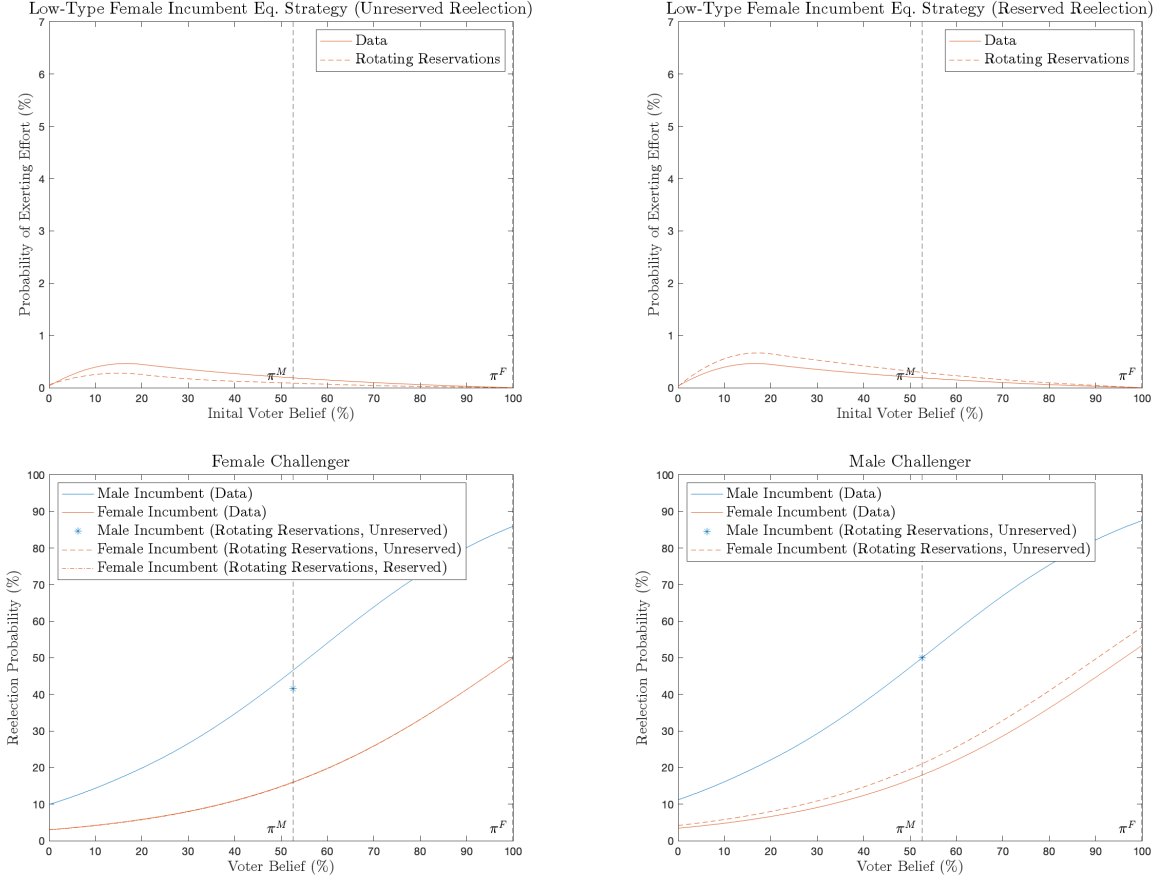 Low-Type Female Incumbent Eq. Strategy (Unreserved Reelection)
7
6
5
4
3
2
1
0
Probability of Exerting Effort (%)
Data
Rotating Reservations
π^M
π^F
0 10 20 30 40 50 60 70 80 90 100
Inital Voter Belief (%)
Low-Type Female Incumbent Eq. Strategy (Reserved Reelection)
7
6
5
4
3
2
1
0
Probability of Exerting Effort (%)
Data
Rotating Reservations
π^M
π^F
0 10 20 30 40 50 60 70 80 90 100
Inital Voter Belief (%)
Female Challenger
100
90
80
70
60
50
40
30
20
10
0
Reelection Probability (%)
Male Incumbent (Data)
Female Incumbent (Data)
Male Incumbent (Rotating Reservations, Unreserved)
Female Incumbent (Rotating Reservations, Unreserved)
Female Incumbent (Rotating Reservations, Reserved)
π^M
π^F
0 10 20 30 40 50 60 70 80 90 100
Voter Belief (%)
Male Challenger
100
90
80
70
60
50
40
30
20
10
0
Reelection Probability (%)
Male Incumbent (Data)
Female Incumbent (Data)
Male Incumbent (Rotating Reservations, Unreserved)
Female Incumbent (Rotating Reservations, Unreserved)
π^M
π^F
0 10 20 30 40 50 60 70 80 90 100
Voter Belief (%)